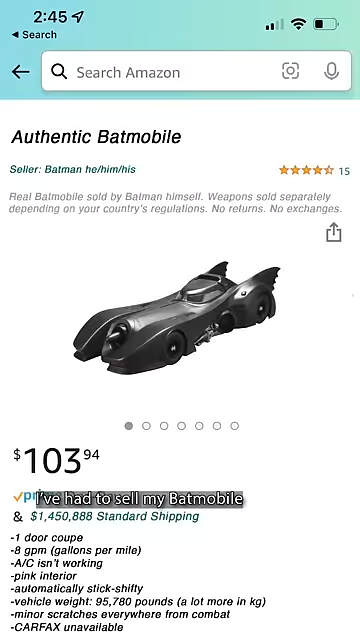 2:45
◀ Search
Search Amazon
Authentic Batmobile
Seller: Batman he/him/his
15
Real Batmobile sold by Batman himself. Weapons sold separately
depending on your country's regulations. No returns. No exchanges.
$103 94
I've had to sell my Batmobile
& $1,450,888 Standard Shipping
-1 door coupe
-8 gpm (gallons per mile)
-A/C isn't working
-pink interior
-automatically stick-shifty
-vehicle weight: 95,780 pounds (a lot more in kg)
-minor scratches everywhere from combat
-CARFAX unavailable